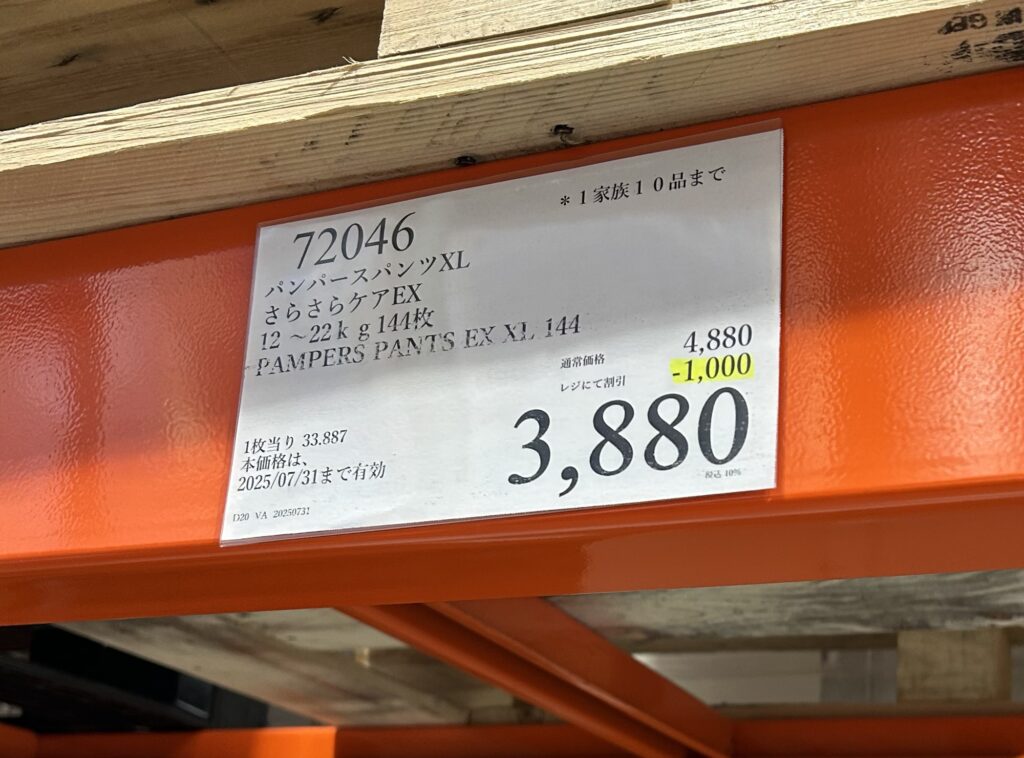 *1家族10品まで
72046
パンパースパンツXL
さらさらケアEX
12 ～22ｋｇ144枚
PAMPERS PANTS EX XL 144
通常価格 4,880
レジにて割引 -1,000
3,880
税込 10%
1枚当り 33.887
本価格は、
2025/07/31まで有効
D20 VA 20250731